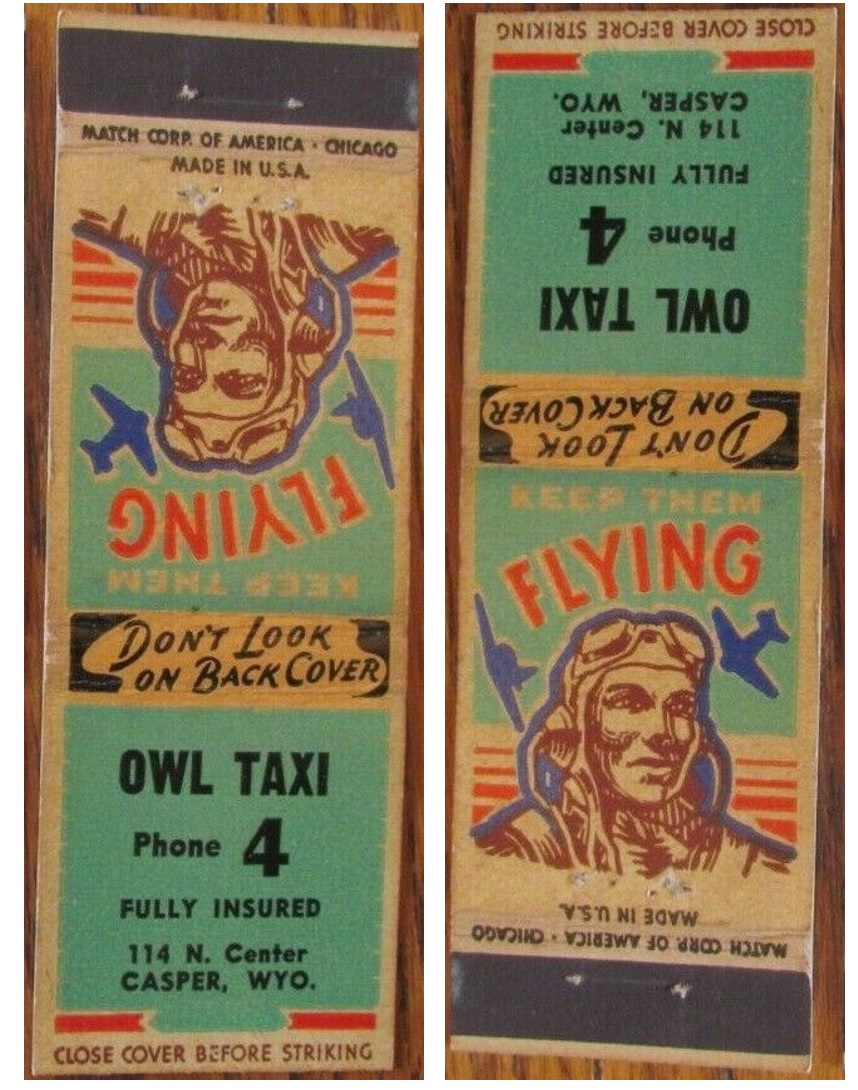 MATCH CORP. OF AMERICA · CHICAGO
MADE IN U.S.A.
KEEP THEM
FLYING
DON'T LOOK
ON BACK COVER
OWL TAXI
Phone 4
FULLY INSURED
114 N. Center
CASPER, WYO.
CLOSE COVER BEFORE STRIKING
CLOSE COVER BEFORE STRIKING
114 N. Center
CASPER, WYO.
FULLY INSURED
Phone 4
OWL TAXI
DON'T LOOK
ON BACK COVER
KEEP THEM
FLYING
MADE IN U.S.A.
MATCH CORP. OF AMERICA · CHICAGO